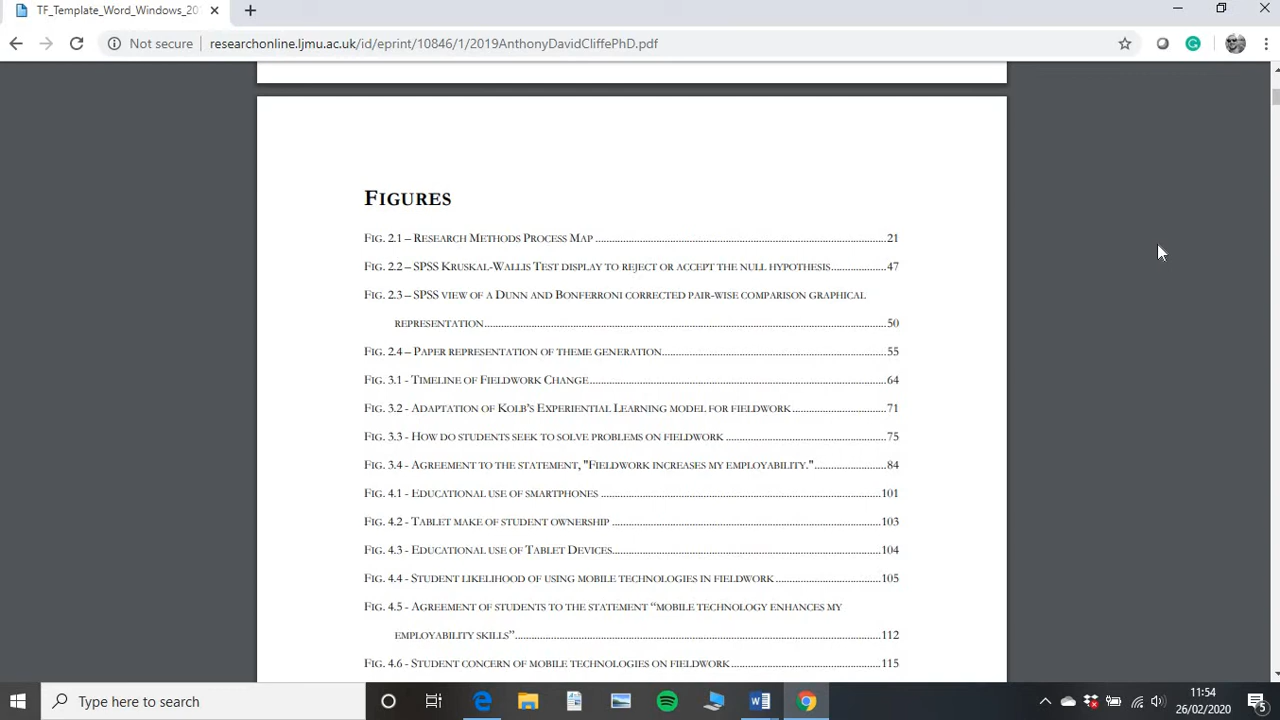 TF_Template_Word_Windows_20
Not secure researchonline.ljmu.ac.uk/id/eprint/10846/1/2019AnthonyDavidCliffePhD.pdf
FIGURES
FIG. 2.1 – RESEARCH METHODS PROCESS MAP ..........21
FIG. 2.2 – SPSS KRUSKAL-WALLIS TEST DISPLAY TO REJECT OR ACCEPT THE NULL HYPOTHESIS..........47
FIG. 2.3 – SPSS VIEW OF A DUNN AND BONFERRONI CORRECTED PAIR-WISE COMPARISON GRAPHICAL
REPRESENTATION..........50
FIG. 2.4 – PAPER REPRESENTATION OF THEME GENERATION..........55
FIG. 3.1 - TIMELINE OF FIELDWORK CHANGE..........64
FIG. 3.2 - ADAPTATION OF KOLB'S EXPERIENTIAL LEARNING MODEL FOR FIELDWORK ..........71
FIG. 3.3 - HOW DO STUDENTS SEEK TO SOLVE PROBLEMS ON FIELDWORK ..........75
FIG. 3.4 - AGREEMENT TO THE STATEMENT, "FIELDWORK INCREASES MY EMPLOYABILITY."..........84
FIG. 4.1 - EDUCATIONAL USE OF SMARTPHONES ..........101
FIG. 4.2 - TABLET MAKE OF STUDENT OWNERSHIP ..........103
FIG. 4.3 - EDUCATIONAL USE OF TABLET DEVICES..........104
FIG. 4.4 - STUDENT LIKELIHOOD OF USING MOBILE TECHNOLOGIES IN FIELDWORK ..........105
FIG. 4.5 - AGREEMENT OF STUDENTS TO THE STATEMENT “MOBILE TECHNOLOGY ENHANCES MY
EMPLOYABILITY SKILLS”..........112
FIG. 4.6 - STUDENT CONCERN OF MOBILE TECHNOLOGIES ON FIELDWORK ..........115
Type here to search
11:54
26/02/2020
5